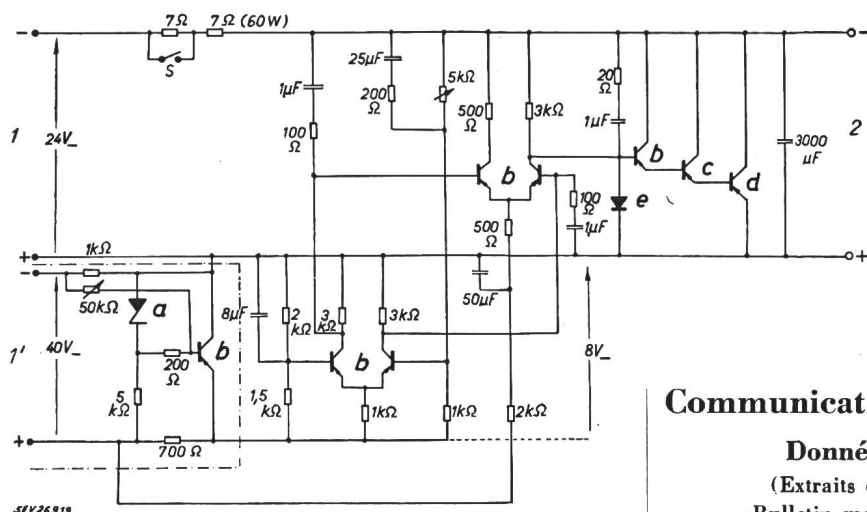 7Ω 7Ω (60W)
S
25μF
5kΩ
1μF
200
Ω
100
Ω
500
Ω
3kΩ
20
Ω
1μF
b
c
d
3000
μF
1
24V_
2
b
100
Ω
1μF
e
500
Ω
1kΩ
50kΩ
a
8μF
2
kΩ
3
kΩ
3kΩ
50μF
1'
40V_
200
Ω
b
b
8V_
5
kΩ
1,5
kΩ
1kΩ
1kΩ
2kΩ
700 Ω
SEV26919
Communicat
Donné
(Extraits